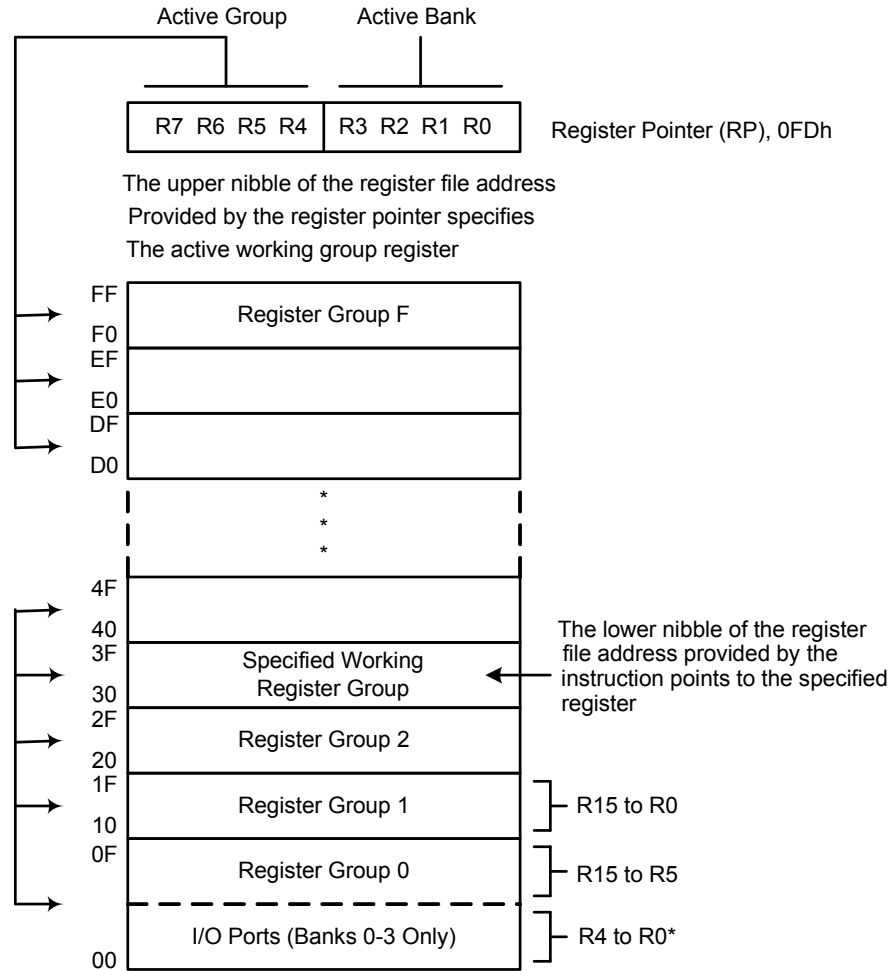 Active Group Active Bank
R7 R6 R5 R4 R3 R2 R1 R0 Register Pointer (RP), 0FDh
The upper nibble of the register file address
Provided by the register pointer specifies
The active working group register
FF
Register Group F
F0
EF
E0
DF
D0
*
*
*
4F
40
3F
Specified Working
Register Group
30
The lower nibble of the register
file address provided by the
instruction points to the specified
register
2F
Register Group 2
20
1F
Register Group 1 R15 to R0
10
0F
Register Group 0 R15 to R5
I/O Ports (Banks 0-3 Only) R4 to R0*
00